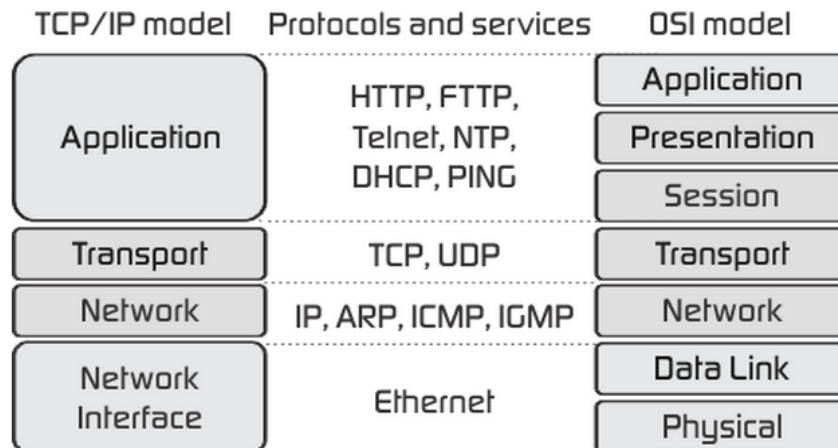 TCP/IP model
Protocols and services
OSI model
Application
HTTP, FTTP,
Telnet, NTP,
DHCP, PING
Application
Presentation
Session
Transport
TCP, UDP
Transport
Network
IP, ARP, ICMP, IGMP
Network
Network
Interface
Ethernet
Data Link
Physical